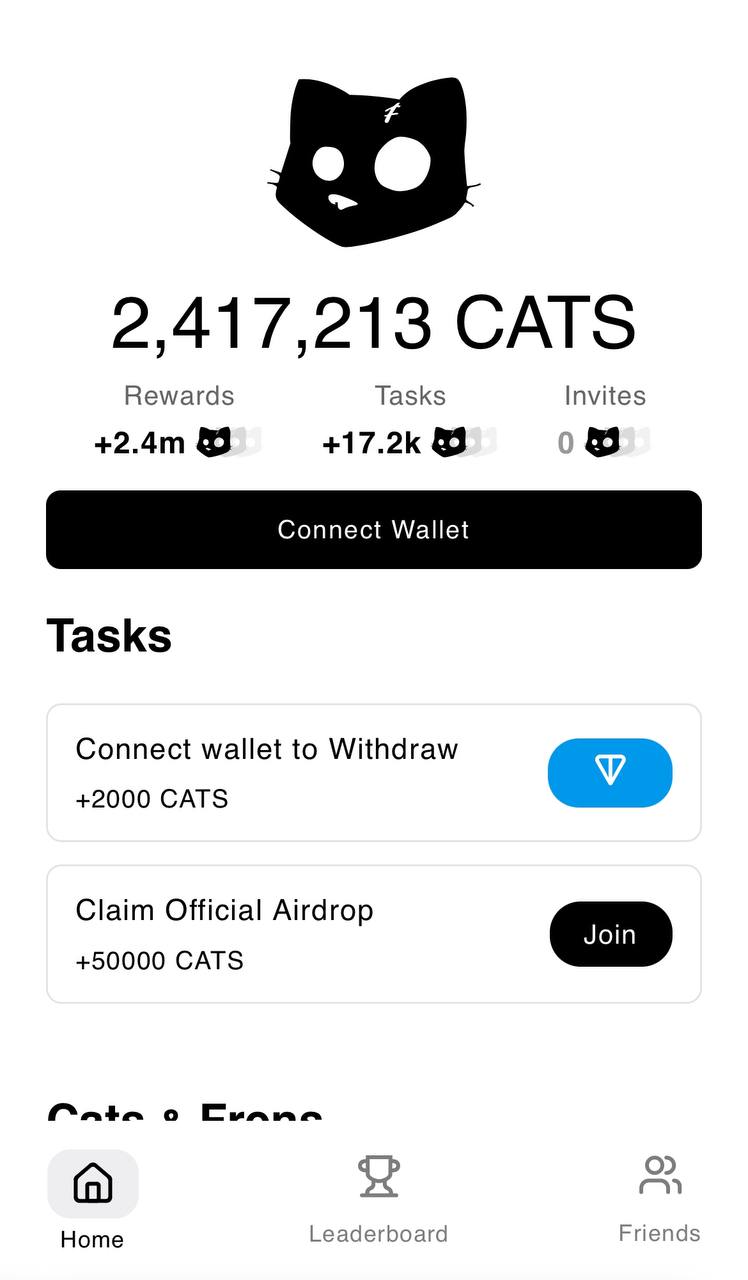 2,417,213 CATS
Rewards Tasks Invites
+2.4m +17.2k 0
Connect Wallet
Tasks
Connect wallet to Withdraw
+2000 CATS
Claim Official Airdrop
+50000 CATS
Join
Cats & Frens
Home Leaderboard Friends